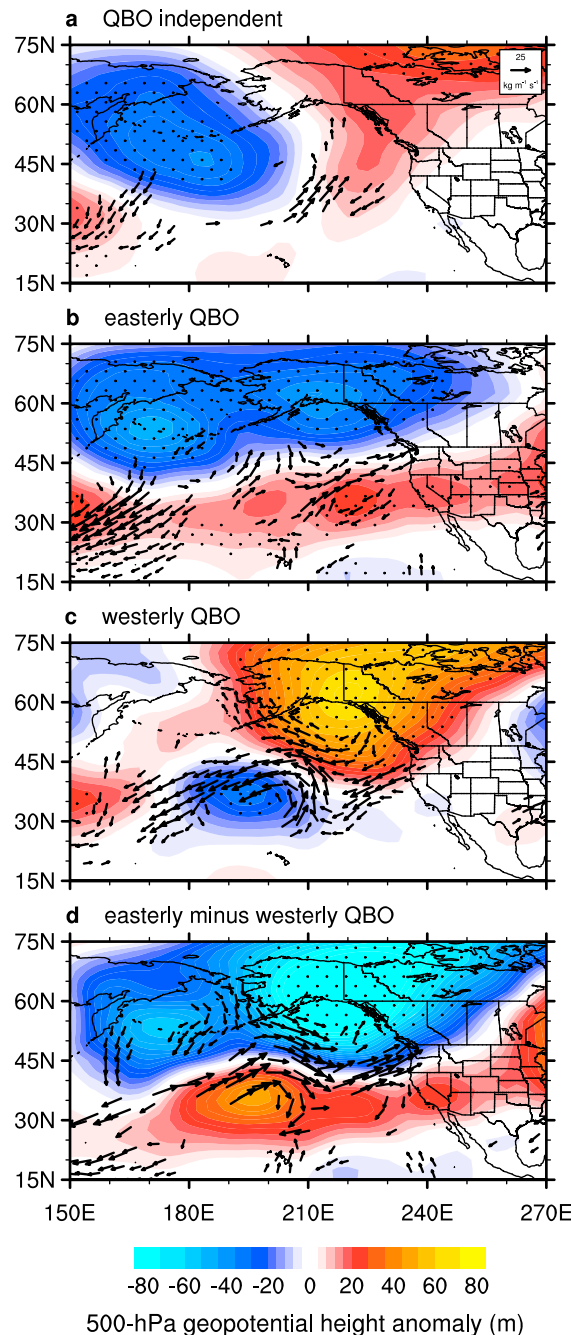 a QBO independent
75N
60N
45N
30N
15N
25
kg m⁻¹ s⁻¹
b easterly QBO
75N
60N
45N
30N
15N
c westerly QBO
75N
60N
45N
30N
15N
d easterly minus westerly QBO
75N
60N
45N
30N
15N
150E 180E 210E 240E 270E
-80 -60 -40 -20 0 20 40 60 80
500-hPa geopotential height anomaly (m)